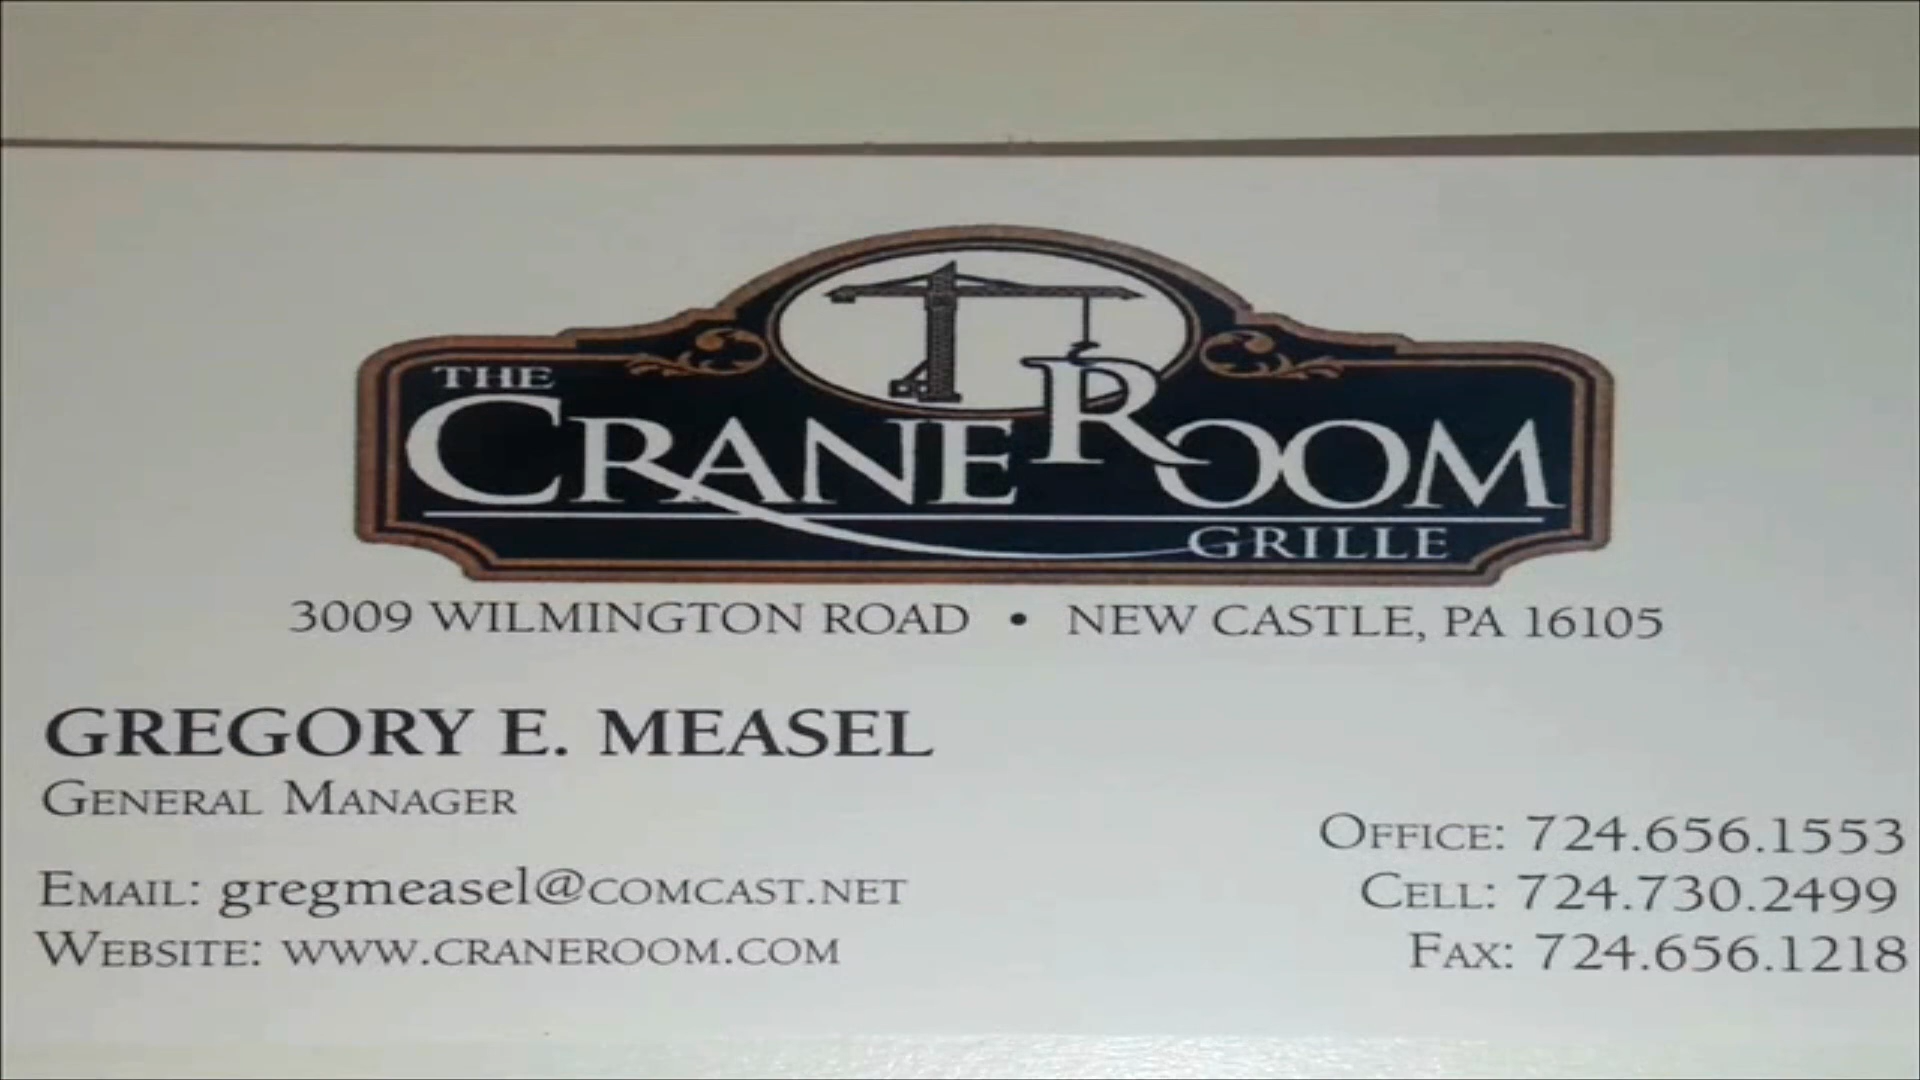 THE
CRANE ROOM
GRILLE
3009 WILMINGTON ROAD • NEW CASTLE, PA 16105
GREGORY E. MEASEL
GENERAL MANAGER
EMAIL: gregmeasel@COMCAST.NET
WEBSITE: WWW.CRANEROOM.COM
OFFICE: 724.656.1553
CELL: 724.730.2499
FAX: 724.656.1218